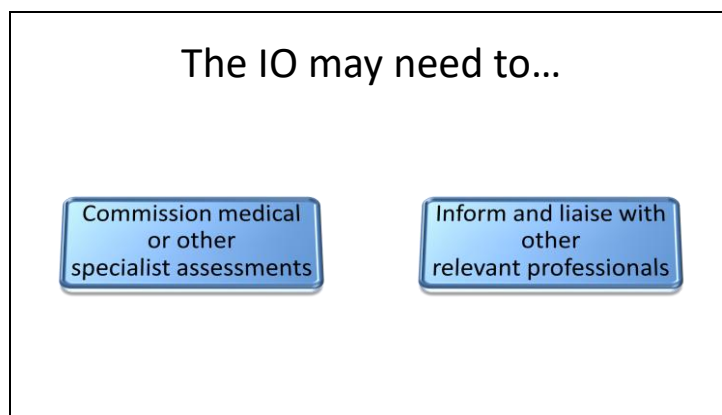 The IO may need to…
Commission medical
or other
specialist assessments
Inform and liaise with
other
relevant professionals